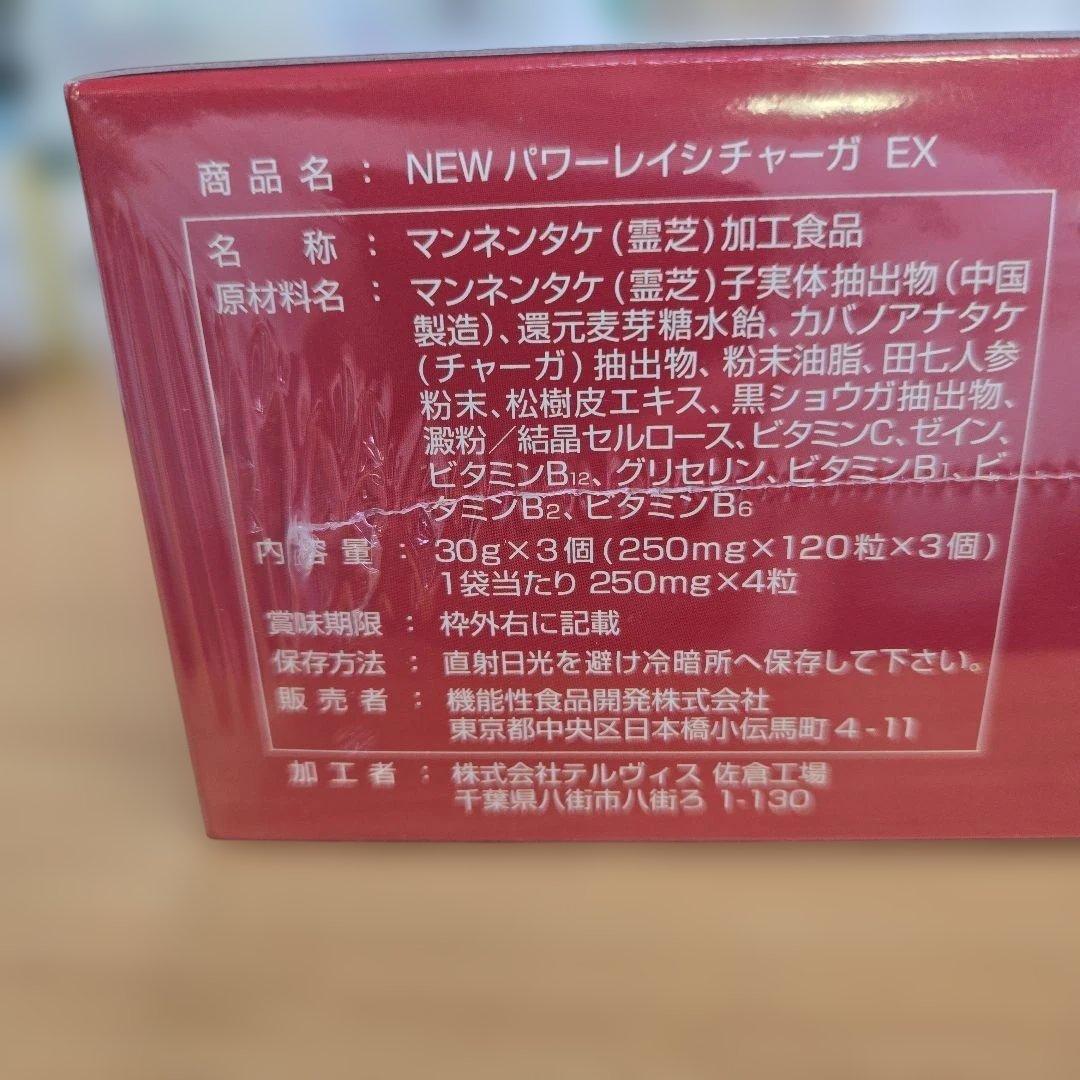 商品名 : NEWパワーレイシチャーガ EX
名 称 : マンネンタケ(霊芝)加工食品
原材料名 : マンネンタケ(霊芝)子実体抽出物(中国
製造)、還元麦芽糖水飴、カバノアナタケ
(チャーガ)抽出物、粉末油脂、田七人参
粉末、松樹皮エキス、黒ショウガ抽出物、
澱粉/結晶セルロース、ビタミンC、ゼイン、
ビタミンB12、グリセリン、ビタミンB1、ビ
タミンB2、ビタミンB6
内容量 : 30g×3個(250mg×120粒×3個)
1袋当たり 250mg×4粒
賞味期限 : 枠外右に記載
保存方法 : 直射日光を避け冷暗所へ保存して下さい。
販売者 : 機能性食品開発株式会社
東京都中央区日本橋小伝馬町4-11
加工者 : 株式会社テルヴィス 佐倉工場
千葉県八街市八街ろ 1-130